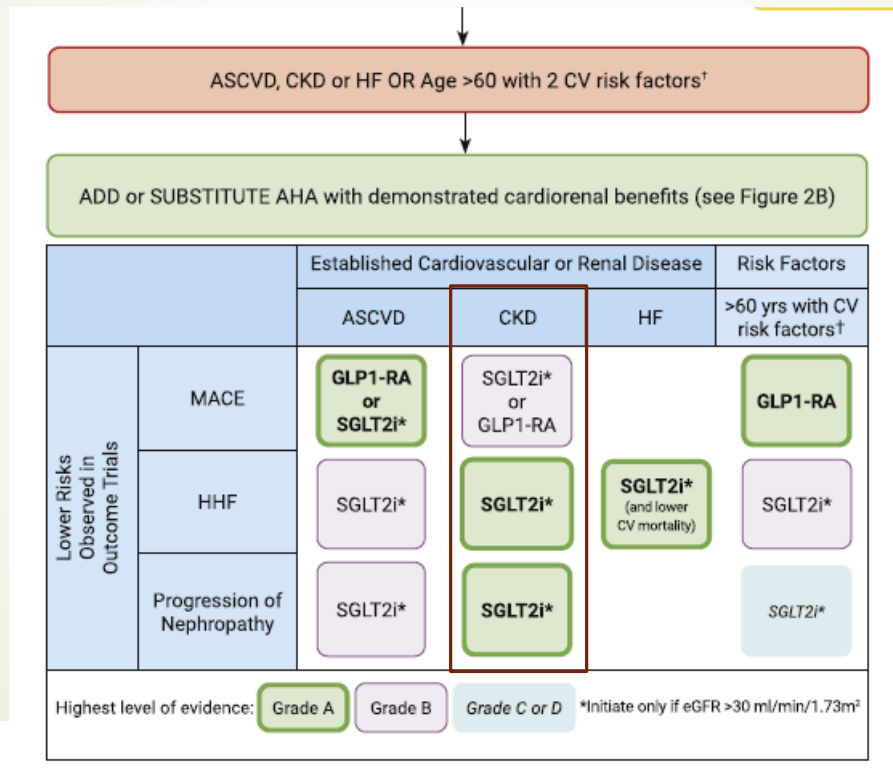 ASCVD, CKD or HF OR Age >60 with 2 CV risk factors†
ADD or SUBSTITUTE AHA with demonstrated cardiorenal benefits (see Figure 2B)
Established Cardiovascular or Renal Disease
Risk Factors
ASCVD
CKD
HF
>60 yrs with CV
risk factors†
Lower Risks
Observed in
Outcome Trials
MACE
GLP1-RA
or
SGLT2i*
SGLT2i*
or
GLP1-RA
GLP1-RA
HHF
SGLT2i*
SGLT2i*
SGLT2i*
(and lower
CV mortality)
SGLT2i*
Progression of
Nephropathy
SGLT2i*
SGLT2i*
SGLT2i*
Highest level of evidence: Grade A Grade B Grade C or D *Initiate only if eGFR >30 ml/min/1.73m²